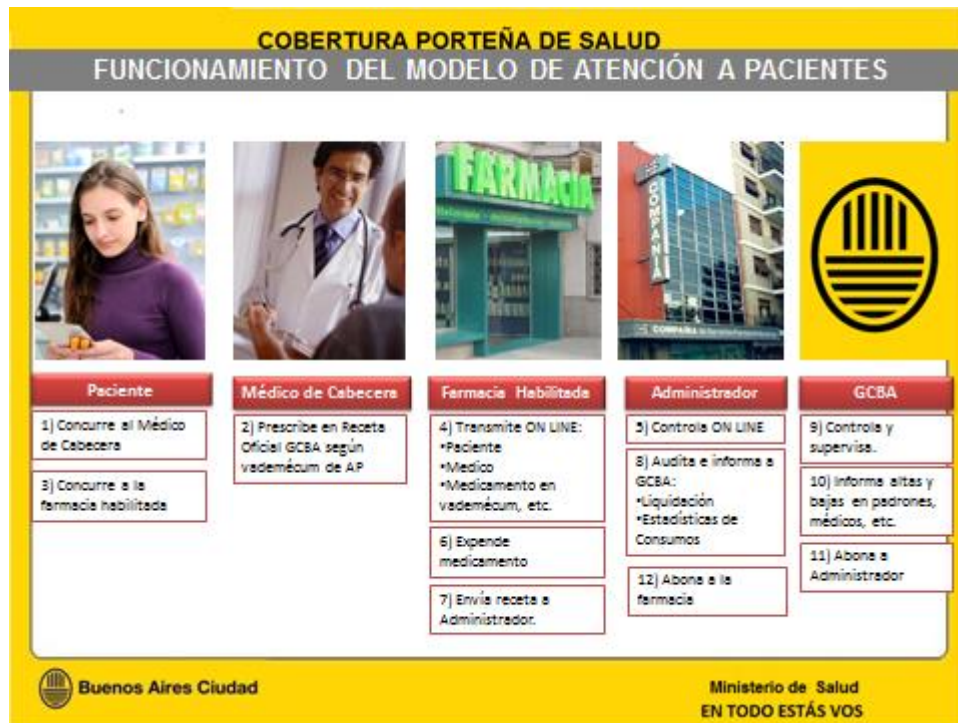 COBERTURA PORTEÑA DE SALUD
FUNCIONAMIENTO DEL MODELO DE ATENCIÓN A PACIENTES
FARMACIA
COMPAÑIA
COMPAÑIA
Paciente
1) Concurre al Médico
de Cabecera
3) Concurre a la
farmacia habilitada
Médico de Cabecera
2) Prescribe en Receta
Oficial GCBA según
vademécum de AP
Farmacia Habilitada
4) Transmite ON LINE:
•Paciente
•Medico
•Medicamento en
vademécum, etc.
6) Expende
medicamento
7) Envía receta a
Administrador.
Administrador
5) Controla ON LINE
8) Audita e informa a
GCBA:
•Liquidación
•Estadísticas de
Consumos
12) Abona a la
farmacia
GCBA
9) Controla y
supervisa.
10) Informa altas y
bajas en padrones,
médicos, etc.
11) Abona a
Administrador
Buenos Aires Ciudad
Ministerio de Salud
EN TODO ESTÁS VOS